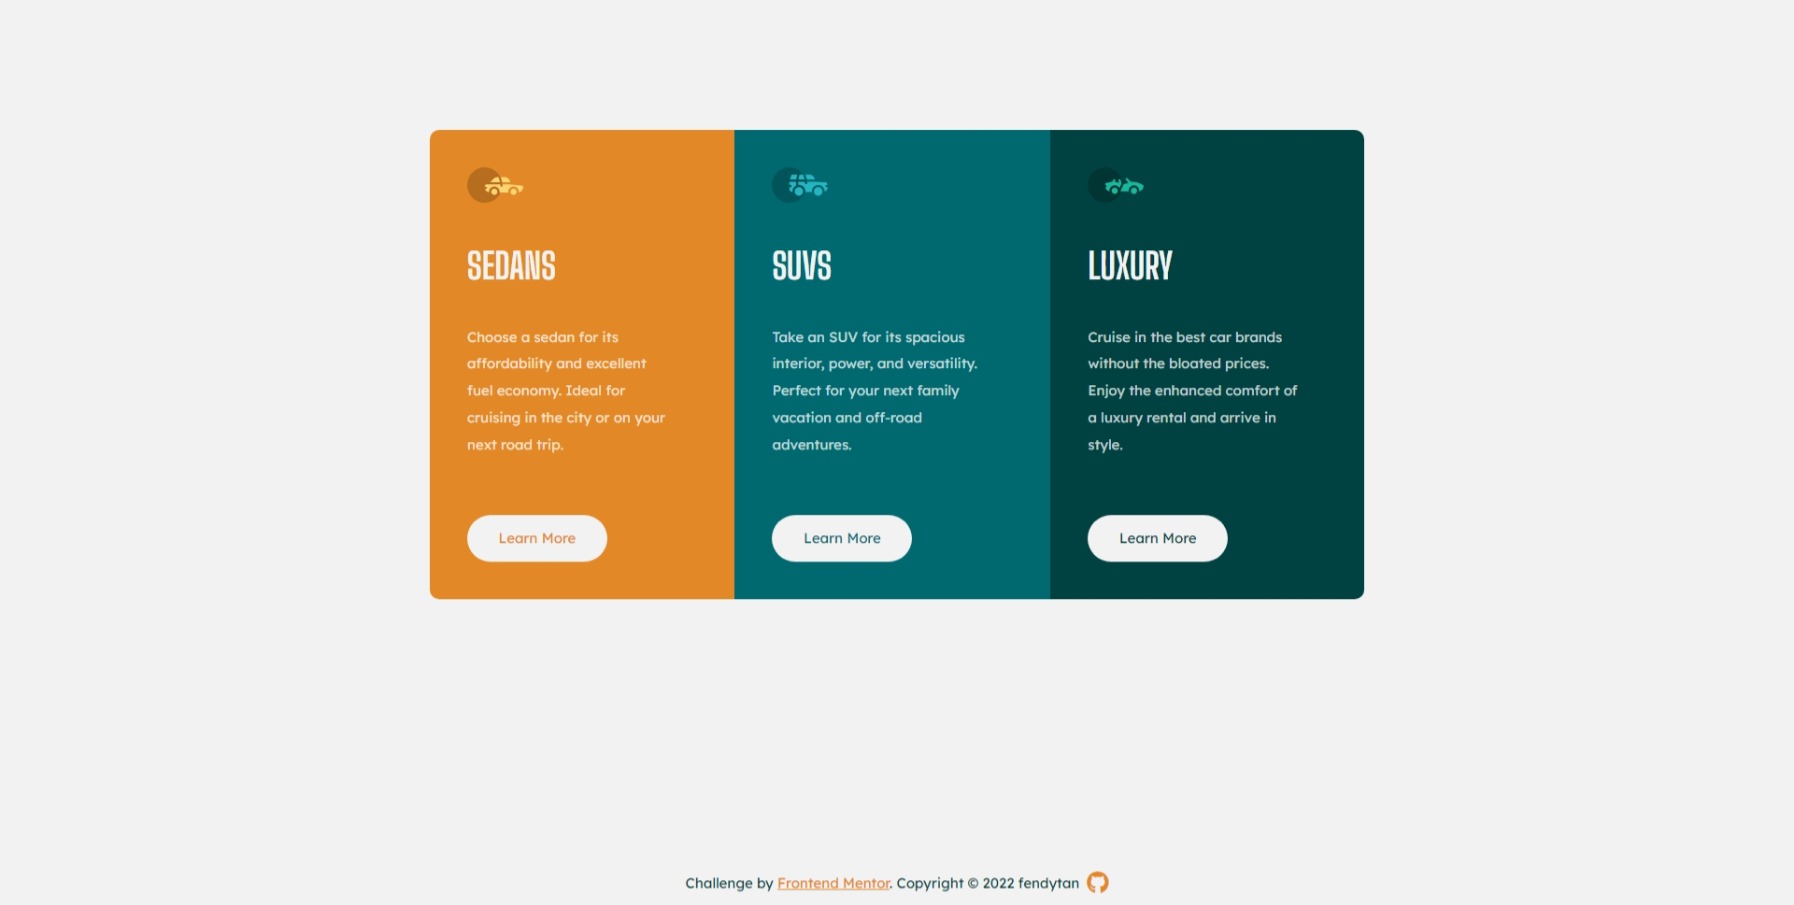 SEDANS
Choose a sedan for its
affordability and excellent
fuel economy. Ideal for
cruising in the city or on your
next road trip.
Learn More
SUVS
Take an SUV for its spacious
interior, power, and versatility.
Perfect for your next family
vacation and off-road
adventures.
Learn More
LUXURY
Cruise in the best car brands
without the bloated prices.
Enjoy the enhanced comfort of
a luxury rental and arrive in
style.
Learn More
Challenge by Frontend Mentor. Copyright © 2022 fendytan